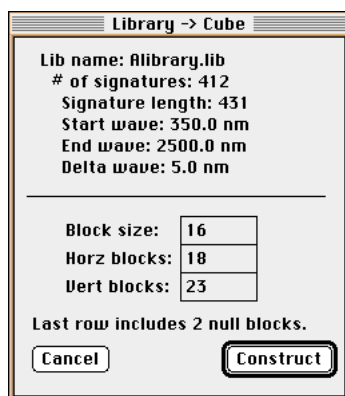 Library -> Cube
Lib name: Alibrary.lib
# of signatures: 412
Signature length: 431
Start wave: 350.0 nm
End wave: 2500.0 nm
Delta wave: 5.0 nm
Block size: 16
Horz blocks: 18
Vert blocks: 23
Last row includes 2 null blocks.
Cancel Construct